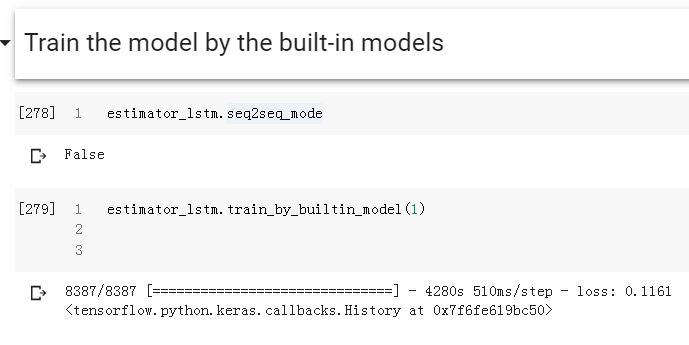 Train the model by the built-in models
[278] 1 estimator_lstm.seq2seq_mode
False
[279] 1 estimator_lstm.train_by_builtin_model(1)
2
3
8387/8387 [==============================] - 4280s 510ms/step - loss: 0.1161
<tensorflow.python.keras.callbacks.History at 0x7f6fe619bc50>